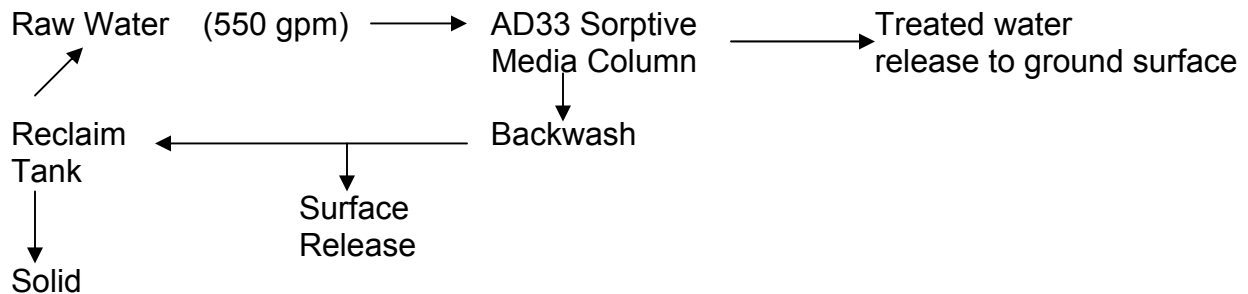 Raw Water (550 gpm)
AD33 Sorptive
Media Column
Treated water
release to ground surface
Reclaim
Tank
Backwash
Surface
Release
Solid